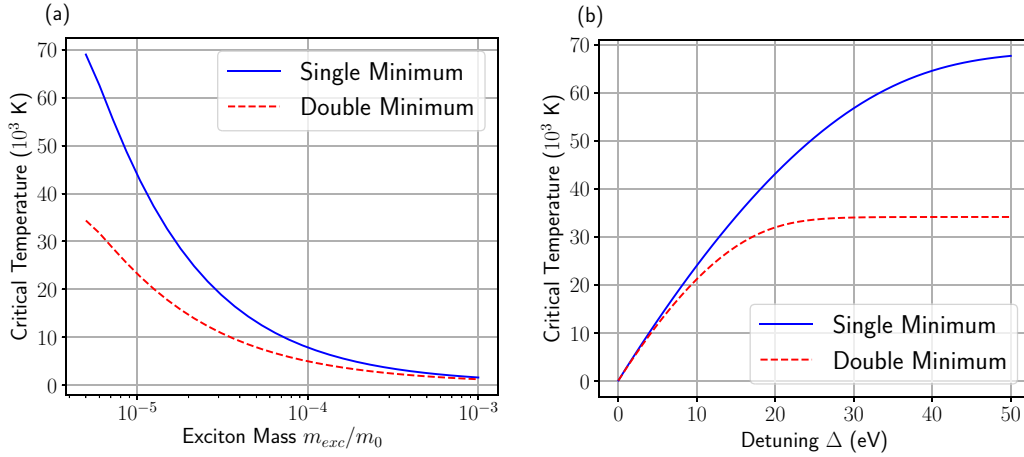 (a)
Critical Temperature (10³ K)
70
60
50
40
30
20
10
0
Single Minimum
Double Minimum
10⁻⁵
10⁻⁴
10⁻³
Exciton Mass m_exc/m_0
(b)
Critical Temperature (10³ K)
70
60
50
40
30
20
10
0
Single Minimum
Double Minimum
0
10
20
30
40
50
Detuning Δ (eV)